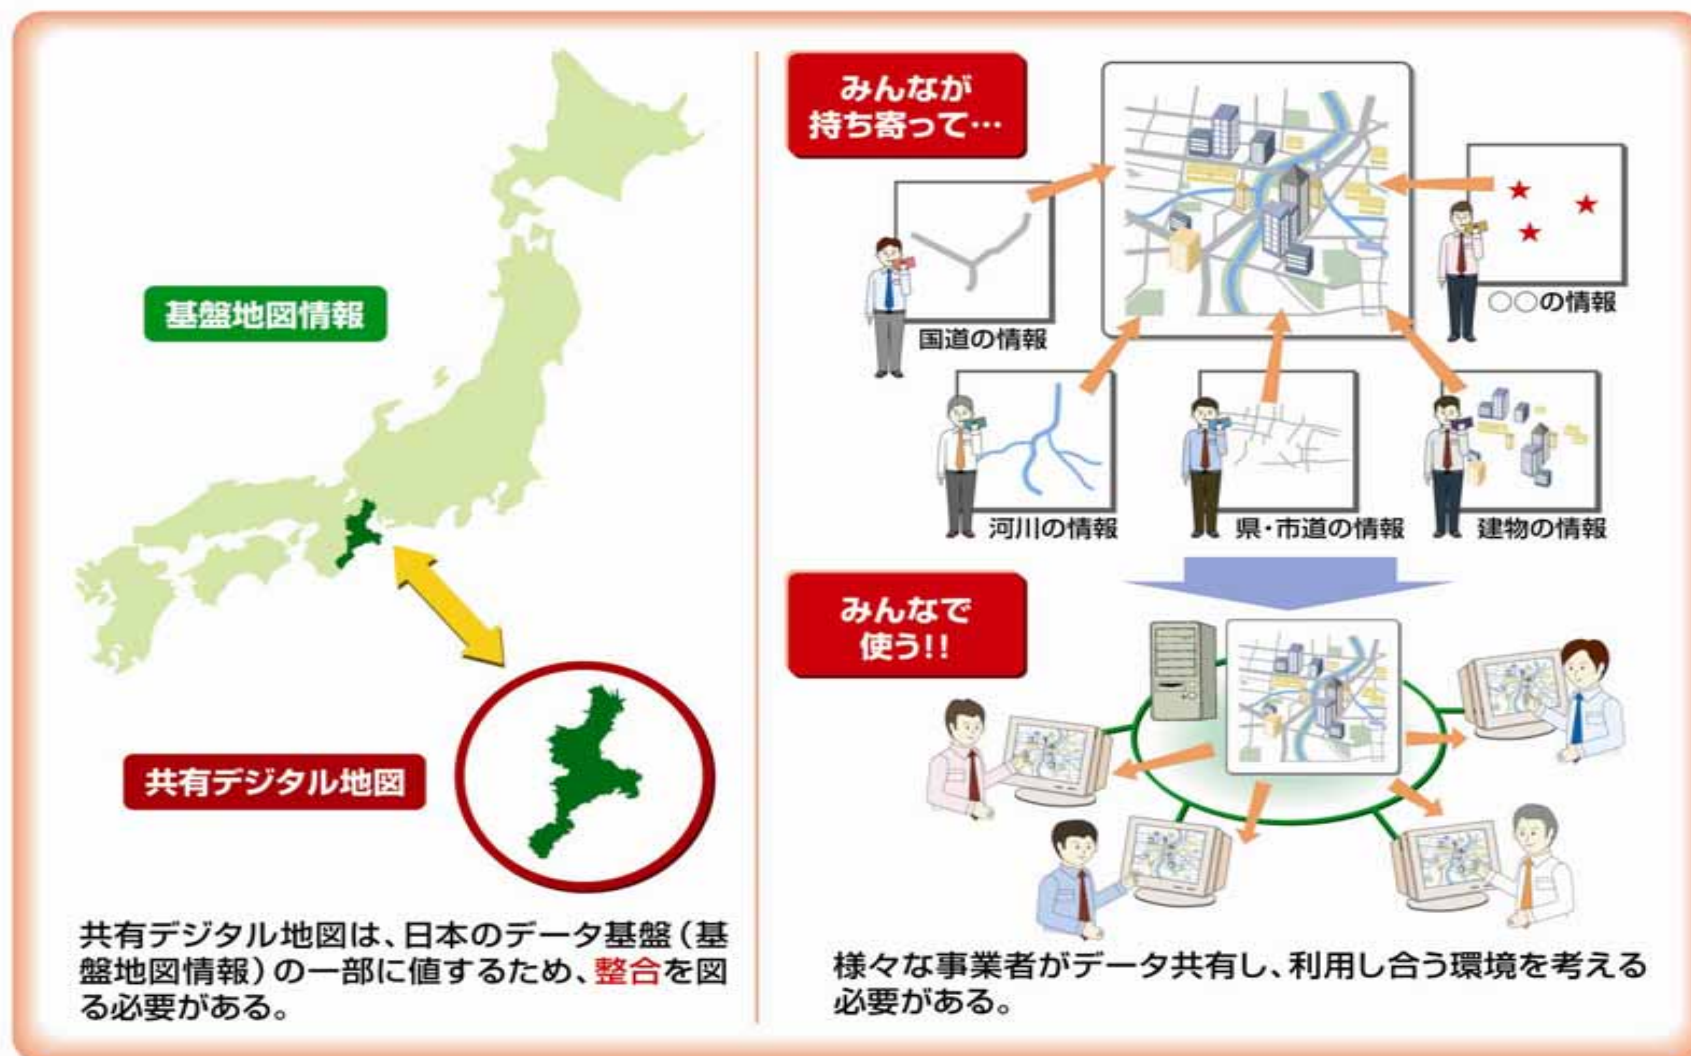 基盤地図情報
共有デジタル地図
共有デジタル地図は、日本のデータ基盤(基
盤地図情報)の一部に値するため、整合を図
る必要がある。
みんなが
持ち寄って…
国道の情報
○○の情報
河川の情報
県・市道の情報
建物の情報
みんなで
使う!!
様々な事業者がデータ共有し、利用し合う環境を考える
必要がある。